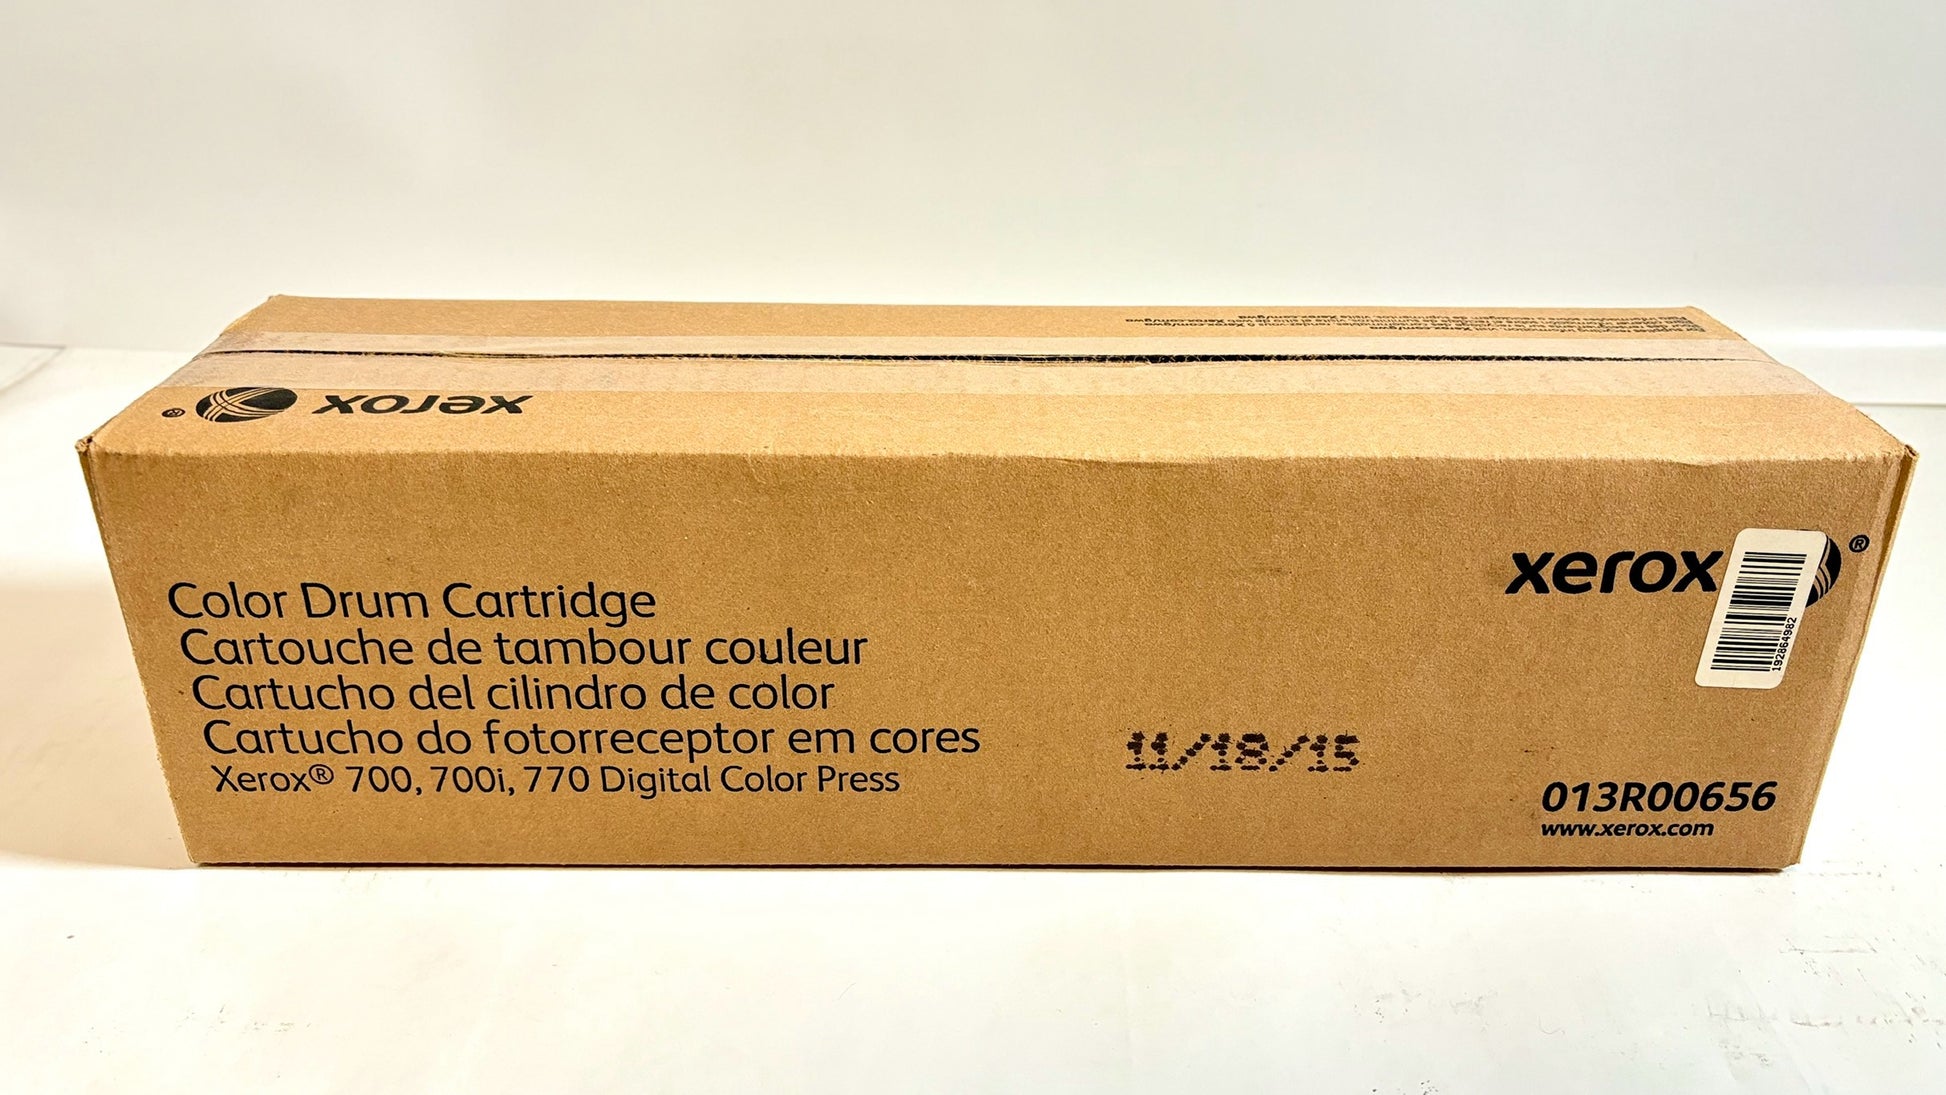 xerox ®
Color Drum Cartridge
Cartouche de tambour couleur
Cartucho del cilindro de color
Cartucho do fotorreceptor em cores
Xerox® 700, 700i, 770 Digital Color Press
11/18/15
xerox ®
192864982
013R00656
www.xerox.com